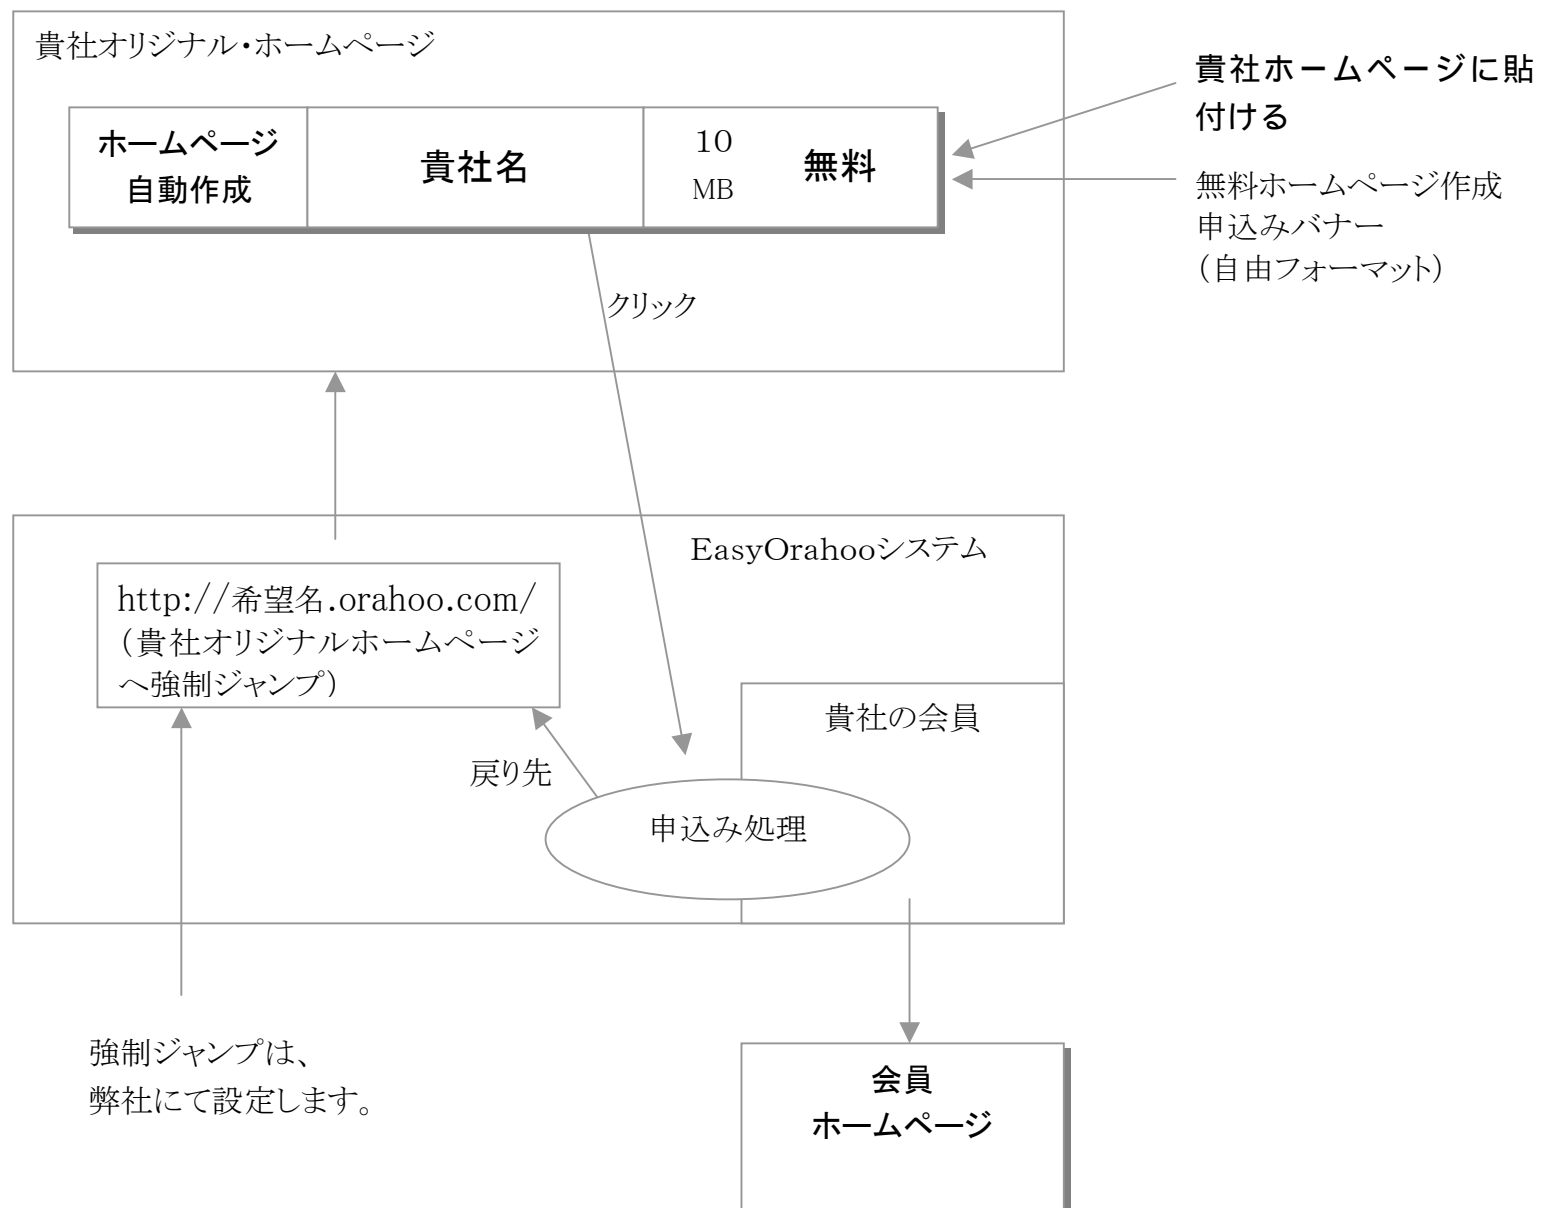 貴社オリジナル・ホームページ
貴社ホームページに貼
付ける
ホームページ
自動作成
貴社名
10
MB
無料
無料ホームページ作成
申込みバナー
（自由フォーマット）
クリック
EasyOrahooシステム
http://希望名.orahoo.com/
（貴社オリジナルホームページ
へ強制ジャンプ）
貴社の会員
戻り先
申込み処理
強制ジャンプは、
弊社にて設定します。
会員
ホームページ